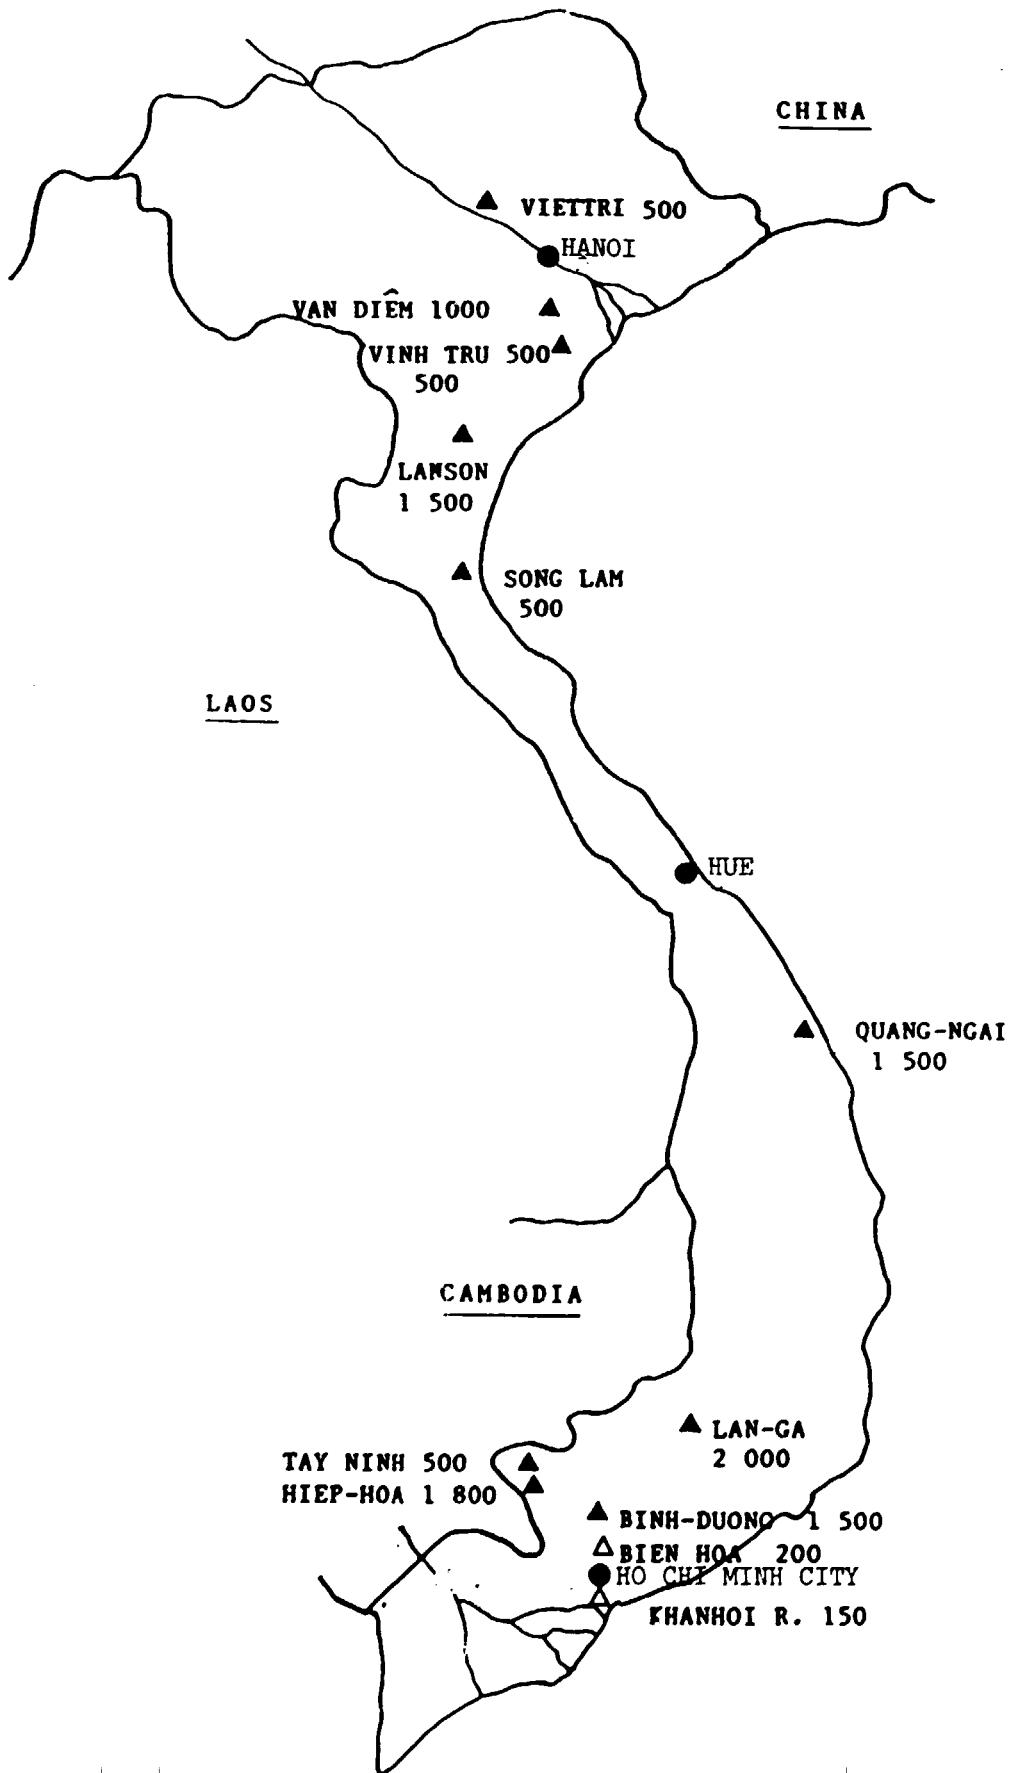 CHINA
VIETTRI 500
HANOI
VAN DIÊM 1000
VINH TRU 500
500
LAMSON
1 500
SONG LAM
500
LAOS
HUE
QUANG-NGAI
1 500
CAMBODIA
LAN-GA
2 000
TAY NINH 500
HIEP-HOA 1 800
BINH-DUONG 1 500
BIEN HOA 200
HO CHI MINH CITY
KHANHOI R. 150